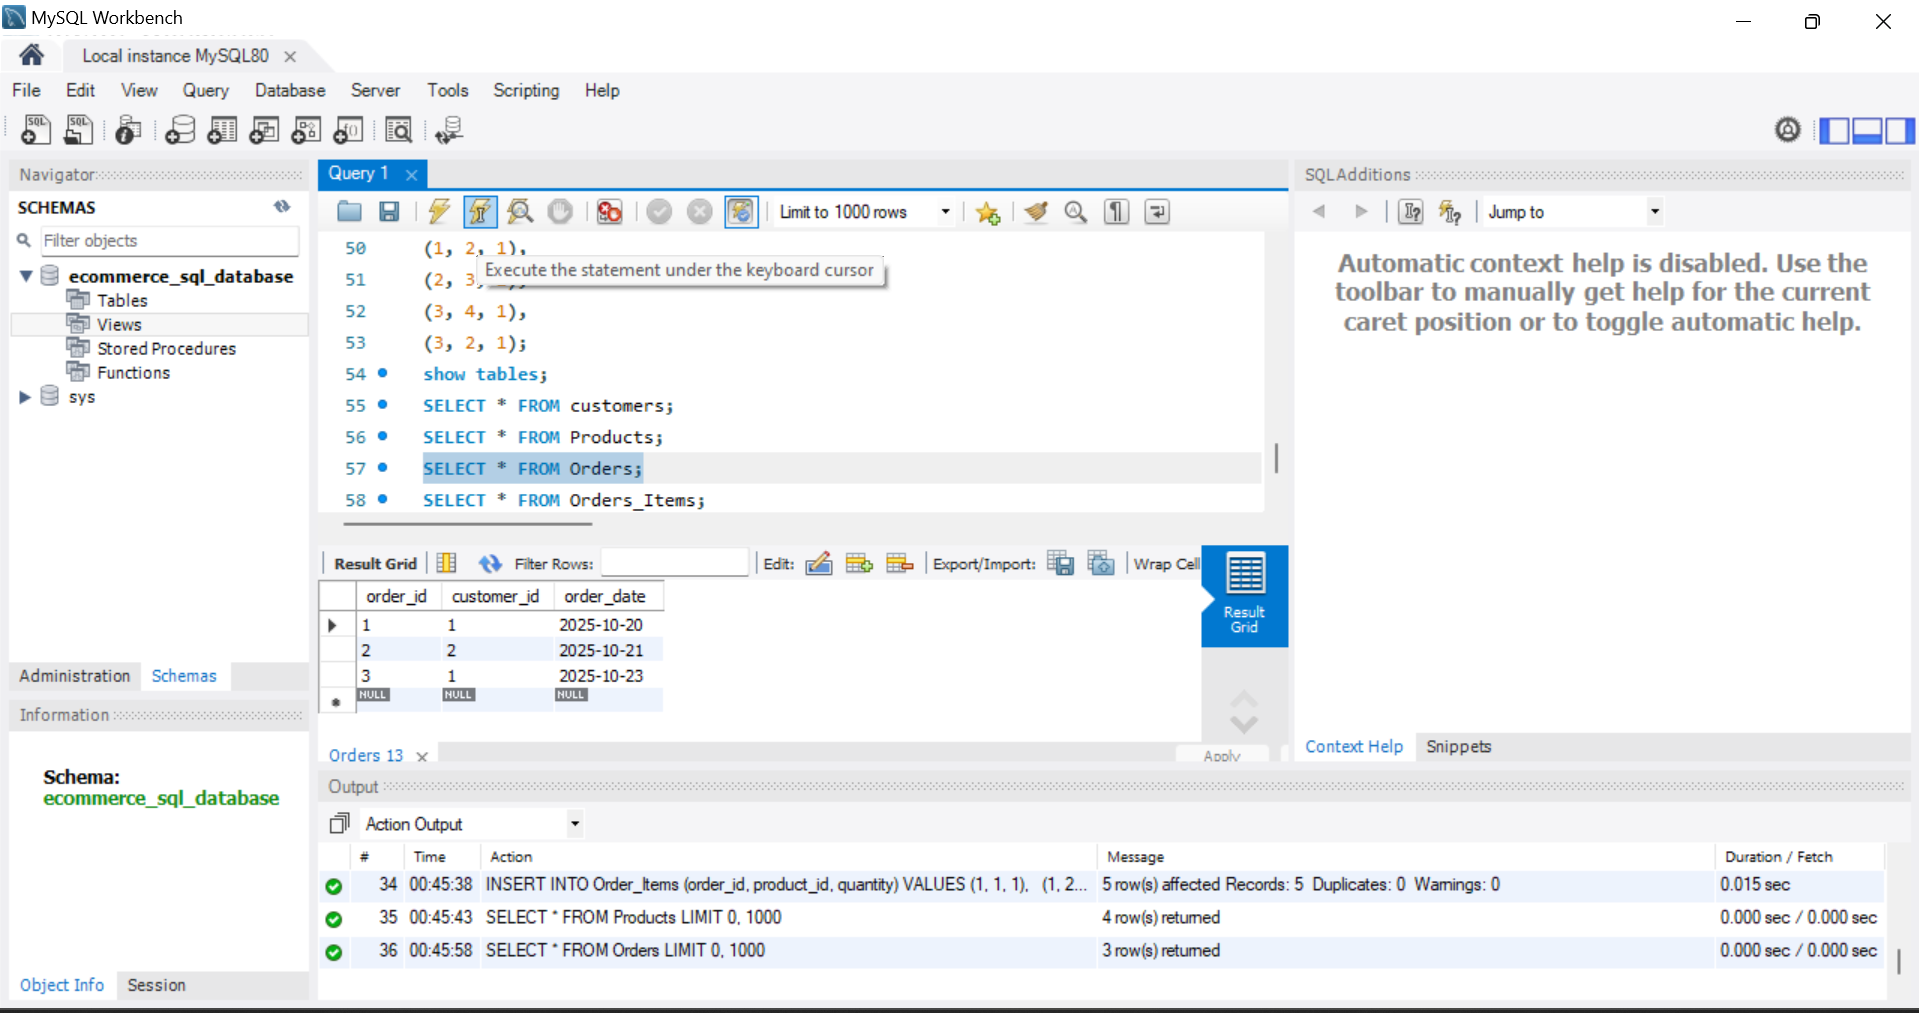 MySQL Workbench
Local instance MySQL80
File Edit View Query Database Server Tools Scripting Help
Navigator
SCHEMAS
Filter objects
ecommerce_sql_database
Tables
Views
Stored Procedures
Functions
sys
Administration Schemas
Information
Schema:
ecommerce_sql_database
Object Info Session
Query 1
Limit to 1000 rows
50 (1, 2, 1),
Execute the statement under the keyboard cursor
51 (2, 3,
52 (3, 4, 1),
53 (3, 2, 1);
54 show tables;
55 SELECT * FROM customers;
56 SELECT * FROM Products;
57 SELECT * FROM Orders;
58 SELECT * FROM Orders_Items;
Result Grid Filter Rows: Edit: Export/Import: Wrap Cell
order_id customer_id order_date
1 1 2025-10-20
2 2 2025-10-21
3 1 2025-10-23
NULL NULL NULL
Result
Grid
Orders 13
Apply
SQLAdditions
Jump to
Automatic context help is disabled. Use the
toolbar to manually get help for the current
caret position or to toggle automatic help.
Context Help Snippets
Output
Action Output
# Time Action Message Duration / Fetch
34 00:45:38 INSERT INTO Order_Items (order_id, product_id, quantity) VALUES (1, 1, 1), (1, 2... 5 row(s) affected Records: 5 Duplicates: 0 Warnings: 0 0.015 sec
35 00:45:43 SELECT * FROM Products LIMIT 0, 1000 4 row(s) returned 0.000 sec / 0.000 sec
36 00:45:58 SELECT * FROM Orders LIMIT 0, 1000 3 row(s) returned 0.000 sec / 0.000 sec